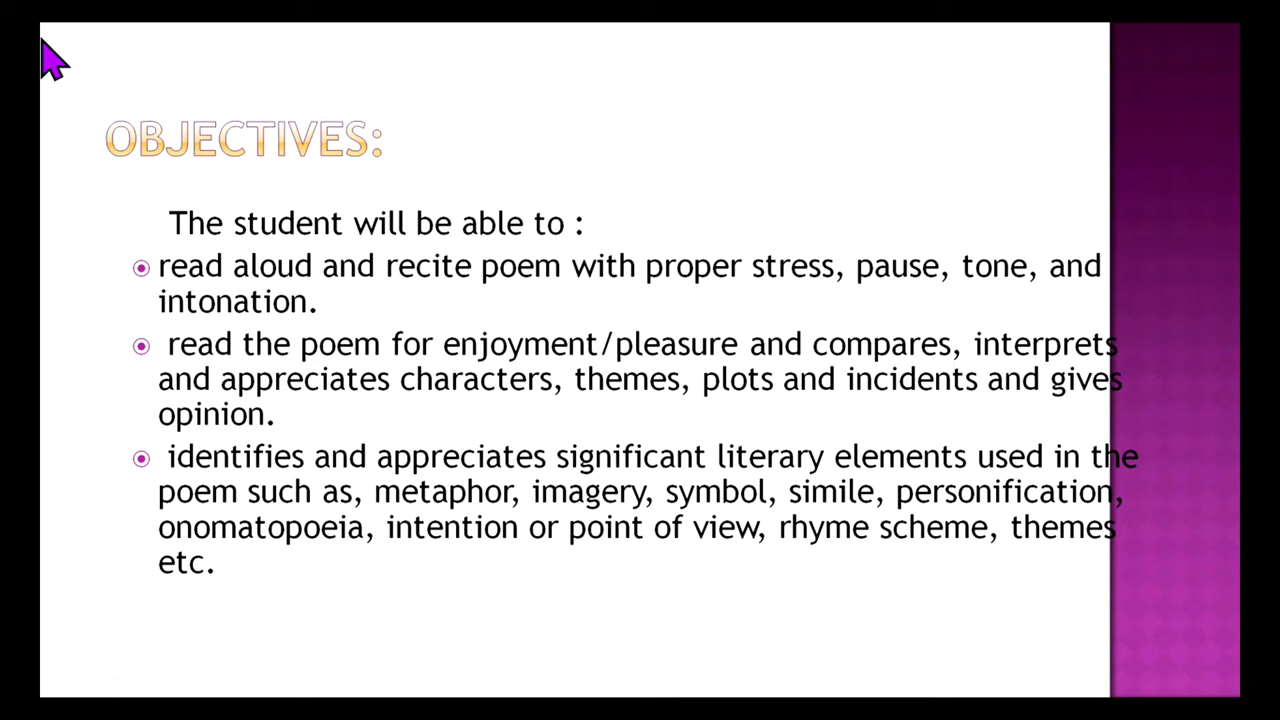 OBJECTIVES:
The student will be able to :
read aloud and recite poem with proper stress, pause, tone, and
intonation.
read the poem for enjoyment/pleasure and compares, interprets
and appreciates characters, themes, plots and incidents and gives
opinion.
identifies and appreciates significant literary elements used in the
poem such as, metaphor, imagery, symbol, simile, personification,
onomatopoeia, intention or point of view, rhyme scheme, themes
etc.